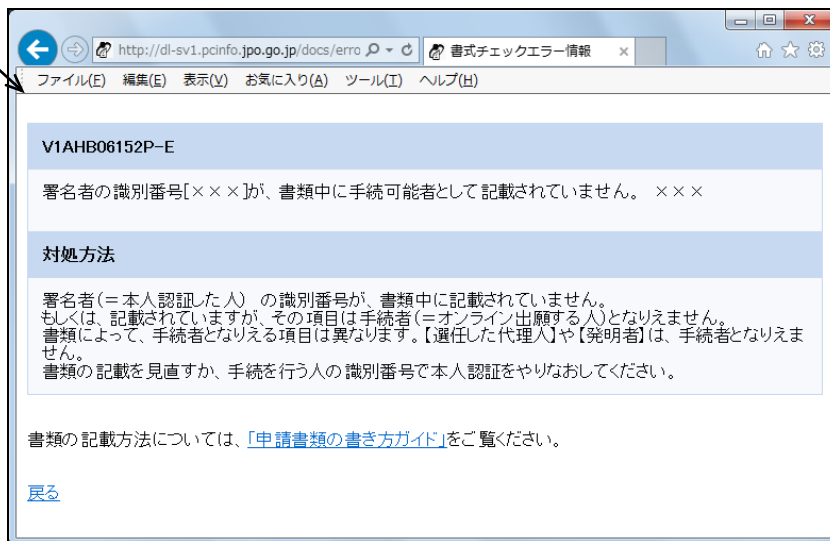 http://dl-sv1.pcinfo.jpo.go.jp/docs/erro
書式チェックエラー情報
ファイル(F) 編集(E) 表示(V) お気に入り(A) ツール(T) ヘルプ(H)
V1AHB06152P-E
署名者の識別番号[×××]が、書類中に手続可能者として記載されていません。 ×××
対処方法
署名者(=本人認証した人) の識別番号が、書類中に記載されていません。
もしくは、記載されていますが、その項目は手続者(=オンライン出願する人)となりえません。
書類によって、手続者となりえる項目は異なります。【選任した代理人】や【発明者】は、手続者となりえま
せん。
書類の記載を見直すか、手続を行う人の識別番号で本人認証をやりなおしてください。
書類の記載方法については、「申請書類の書き方ガイド」をご覧ください。
戻る